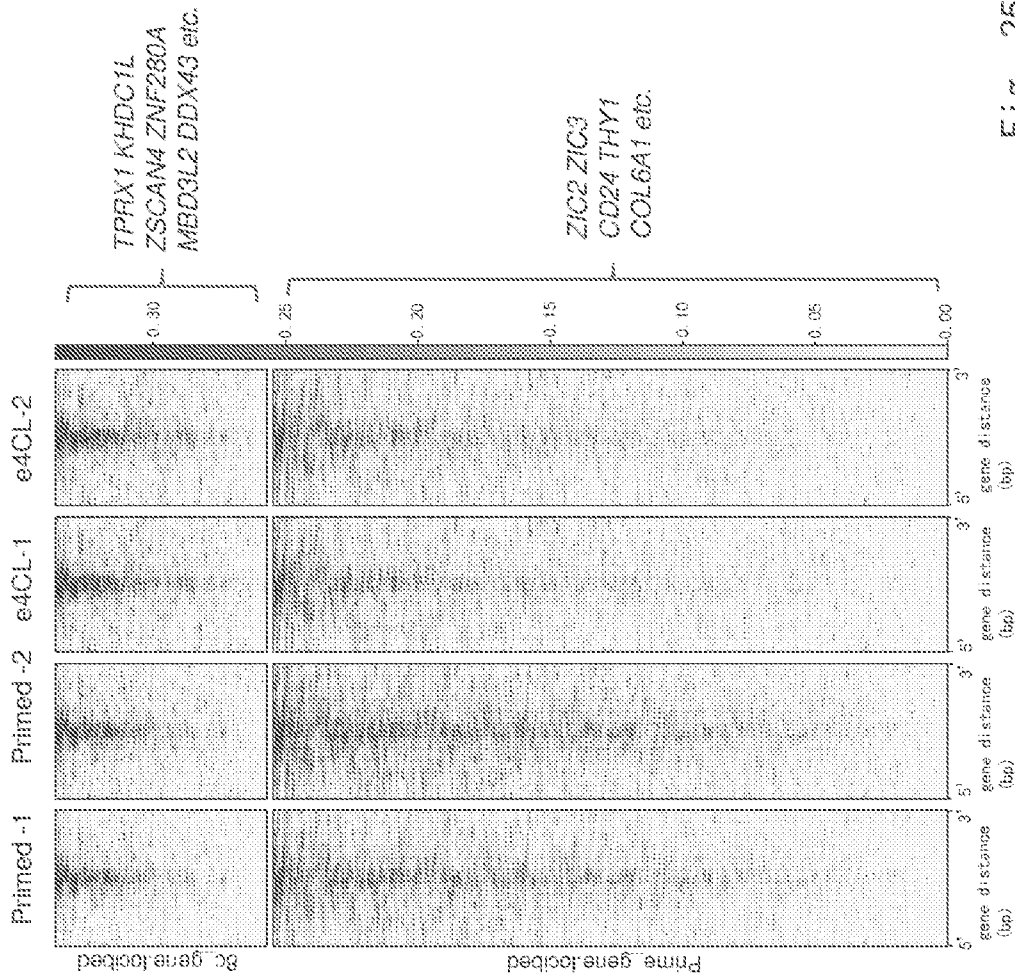 Primed -1
Primed -2
e4CL-1
e4CL-2
8c_gene.locibed
Prime_gene.locibed
TPRX1 KHDC1L
ZSCAN4 ZNF280A
MBD3L2 DDX43 etc.
ZIC2 ZIC3
CD24 THY1
COL6A1 etc.
0.30
0.25
0.20
0.15
0.10
0.05
0.00
5' 3'
gene distance
(bp)
5' 3'
gene distance
(bp)
5' 3'
gene distance
(bp)
5' 3'
gene distance
(bp)